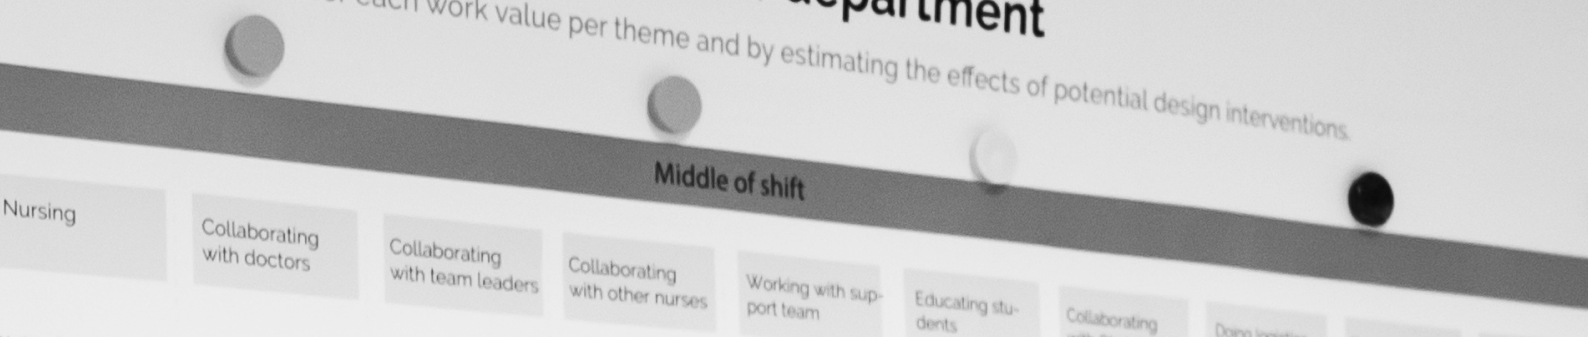 department
each work value per theme and by estimating the effects of potential design interventions.
Middle of shift
Nursing
Collaborating
with doctors
Collaborating
with team leaders
Collaborating
with other nurses
Working with sup-
port team
Educating stu-
dents
Collaborating
Doing